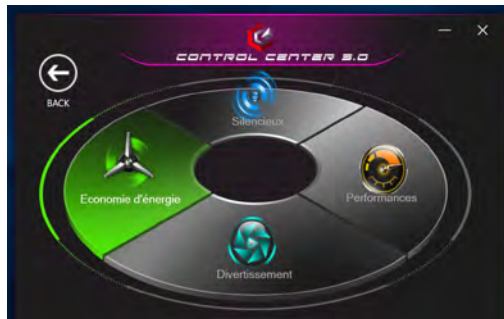 CONTROL CENTER 3.0
BACK
Silencieux
Economie d'énergie
Performances
Divertissement